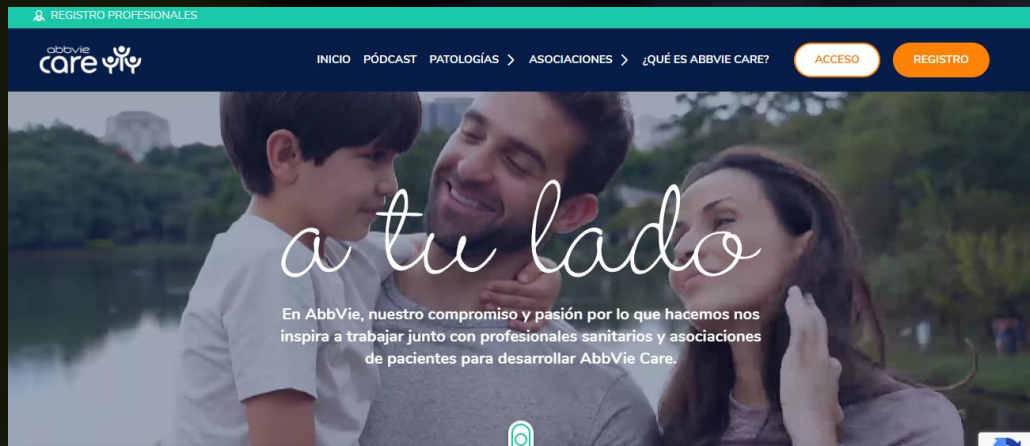 REGISTRO PROFESIONALES
abbvie
care
INICIO PÓDCAST PATOLOGÍAS ASOCIACIONES ¿QUÉ ES ABBVIE CARE? ACCESO REGISTRO
a tu lado
En AbbVie, nuestro compromiso y pasión por lo que hacemos nos
inspira a trabajar junto con profesionales sanitarios y asociaciones
de pacientes para desarrollar AbbVie Care.